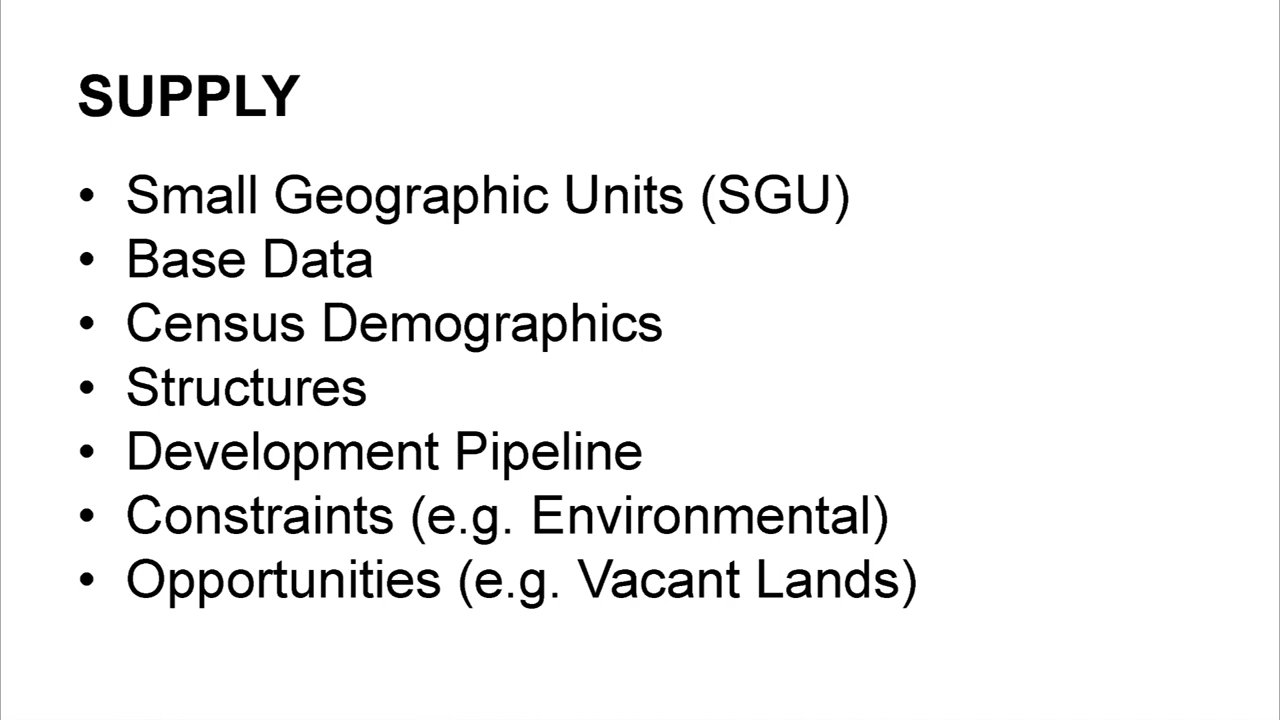 SUPPLY
• Small Geographic Units (SGU)
• Base Data
• Census Demographics
• Structures
• Development Pipeline
• Constraints (e.g. Environmental)
• Opportunities (e.g. Vacant Lands)